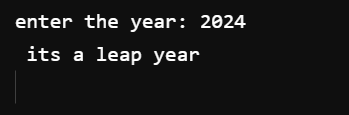 enter the year: 2024
its a leap year